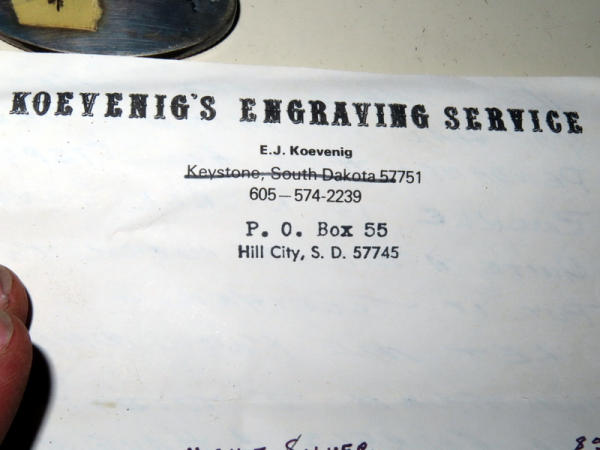 KOEVENIG'S ENGRAVING SERVICE
E.J. Koevenig
Keystone, South Dakota 57751
605-574-2239
P. O. Box 55
Hill City, S. D. 57745